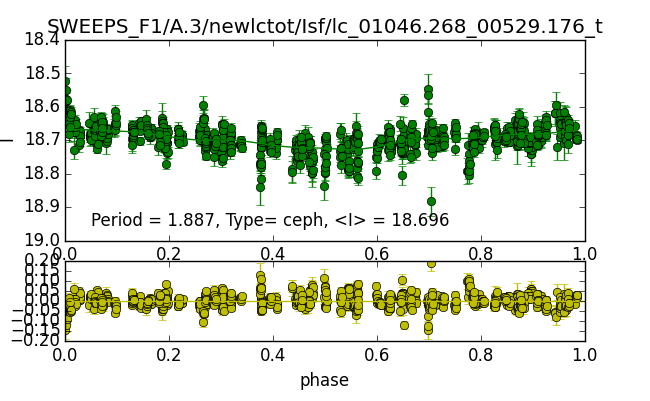 SWEEPS_F1/A.3/newlctot/Isf/lc_01046.268_00529.176_t
18.4
18.5
18.6
18.7
18.8
18.9
19.0
I
Period = 1.887, Type= ceph, <I> = 18.696
0.0 0.2 0.4 0.6 0.8 1.0
0.20
0.15
0.10
0.05
0.00
−0.05
−0.10
−0.15
−0.20
0.0 0.2 0.4 0.6 0.8 1.0
phase